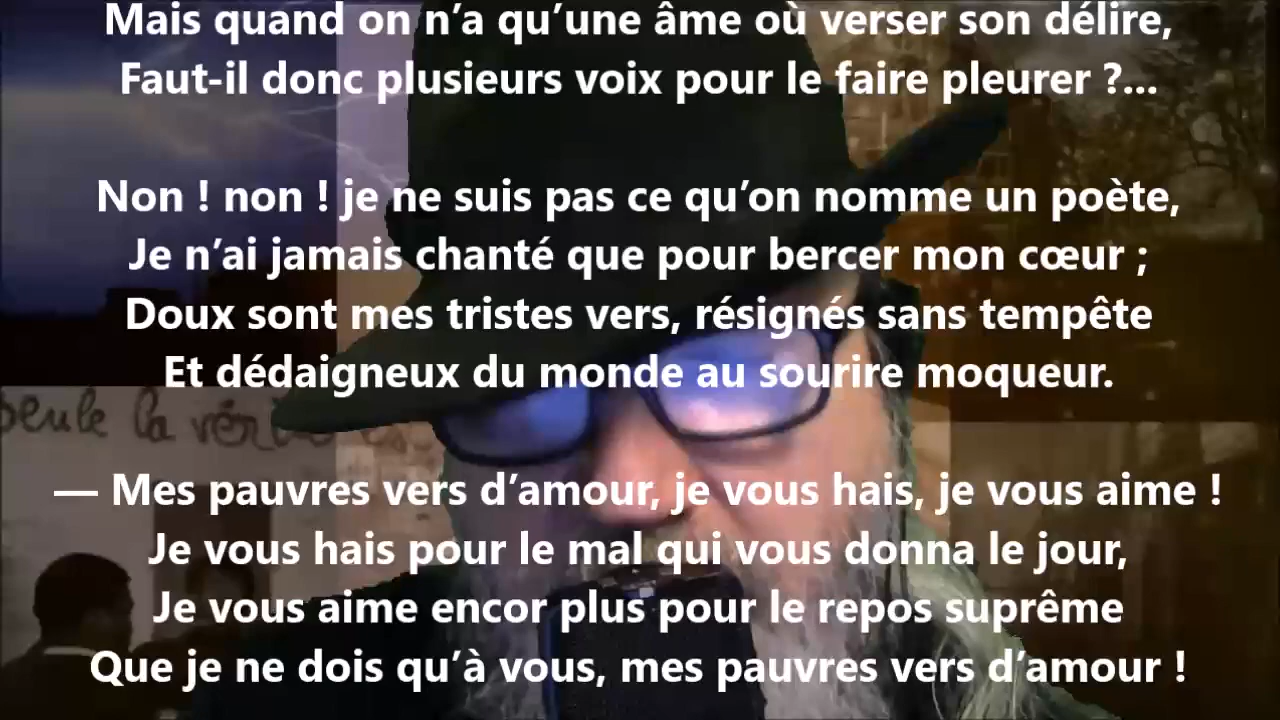 Mais quand on n’a qu’une âme où verser son délire,
Faut-il donc plusieurs voix pour le faire pleurer ?...
Non ! non ! je ne suis pas ce qu’on nomme un poète,
Je n’ai jamais chanté que pour bercer mon cœur ;
Doux sont mes tristes vers, résignés sans tempête
Et dédaigneux du monde au sourire moqueur.
— Mes pauvres vers d’amour, je vous hais, je vous aime !
Je vous hais pour le mal qui vous donna le jour,
Je vous aime encor plus pour le repos suprême
Que je ne dois qu’à vous, mes pauvres vers d’amour !
seule la vérité